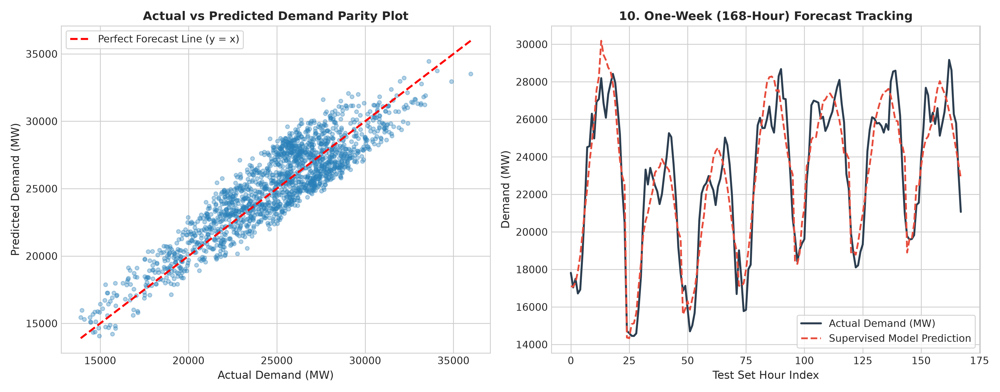 Actual vs Predicted Demand Parity Plot
Perfect Forecast Line (y = x)
35000
30000
25000
20000
15000
Predicted Demand (MW)
15000 20000 25000 30000 35000
Actual Demand (MW)
10. One-Week (168-Hour) Forecast Tracking
30000
28000
26000
24000
22000
20000
18000
16000
14000
Demand (MW)
Actual Demand (MW)
Supervised Model Prediction
0 25 50 75 100 125 150 175
Test Set Hour Index